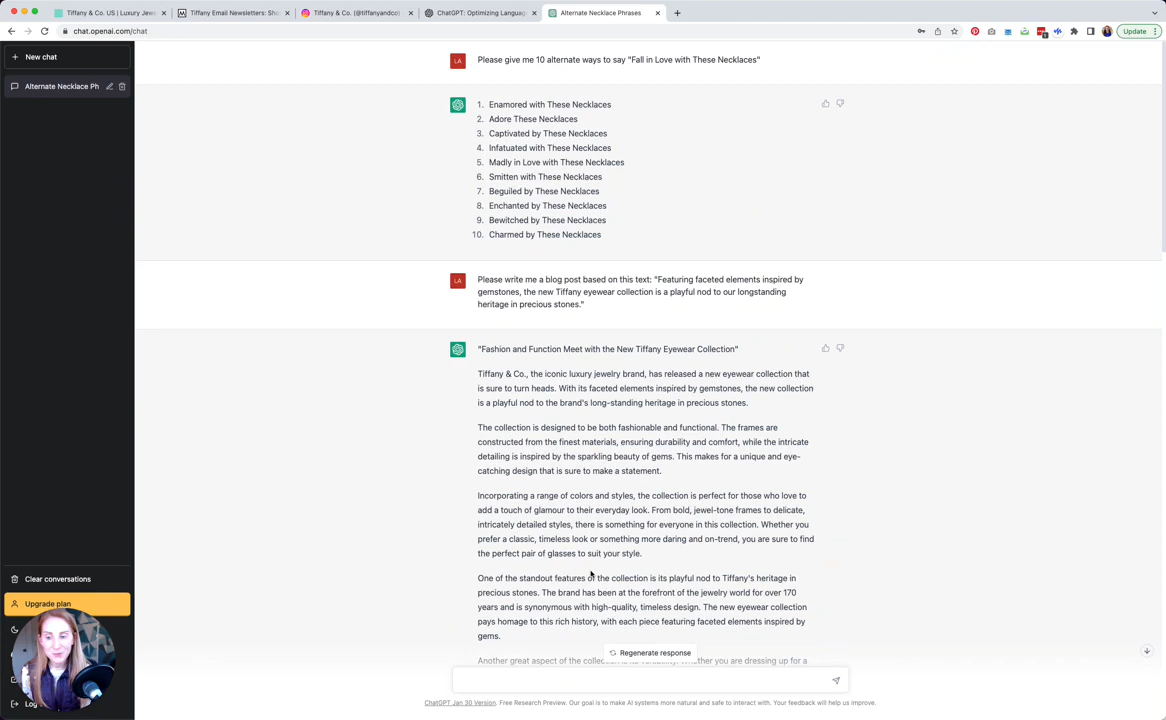 Tiffany & Co. US | Luxury Jewe
Tiffany Email Newsletters: Sho
Tiffany & Co. (@tiffanyandco)
ChatGPT: Optimizing Languag
Alternate Necklace Phrases
chat.openai.com/chat
Update
New chat
Alternate Necklace Ph
Please give me 10 alternate ways to say "Fall in Love with These Necklaces"
1. Enamored with These Necklaces
2. Adore These Necklaces
3. Captivated by These Necklaces
4. Infatuated with These Necklaces
5. Madly in Love with These Necklaces
6. Smitten with These Necklaces
7. Beguiled by These Necklaces
8. Enchanted by These Necklaces
9. Bewitched by These Necklaces
10. Charmed by These Necklaces
LA
Please write me a blog post based on this text: "Featuring faceted elements inspired by
gemstones, the new Tiffany eyewear collection is a playful nod to our longstanding
heritage in precious stones."
LA
"Fashion and Function Meet with the New Tiffany Eyewear Collection"
Tiffany & Co., the iconic luxury jewelry brand, has released a new eyewear collection that
is sure to turn heads. With its faceted elements inspired by gemstones, the new collection
is a playful nod to the brand's long-standing heritage in precious stones.
The collection is designed to be both fashionable and functional. The frames are
constructed from the finest materials, ensuring durability and comfort, while the intricate
detailing is inspired by the sparkling beauty of gems. This makes for a unique and eye-
catching design that is sure to make a statement.
Incorporating a range of colors and styles, the collection is perfect for those who love to
add a touch of glamour to their everyday look. From bold, jewel-tone frames to delicate,
intricately detailed styles, there is something for everyone in this collection. Whether you
prefer a classic, timeless look or something more daring and on-trend, you are sure to find
the perfect pair of glasses to suit your style.
One of the standout features of the collection is its playful nod to Tiffany's heritage in
precious stones. The brand has been at the forefront of the jewelry world for over 170
years and is synonymous with high-quality, timeless design. The new eyewear collection
pays homage to this rich history, with each piece featuring faceted elements inspired by
gems.
Another great aspect of the collection is its Whether you are dressing up for a
Regenerate response
Clear conversations
Upgrade plan
Log
ChatGPT Jan 30 Version. Free Research Preview. Our goal is to make AI systems more natural and safe to interact with. Your feedback will help us improve.